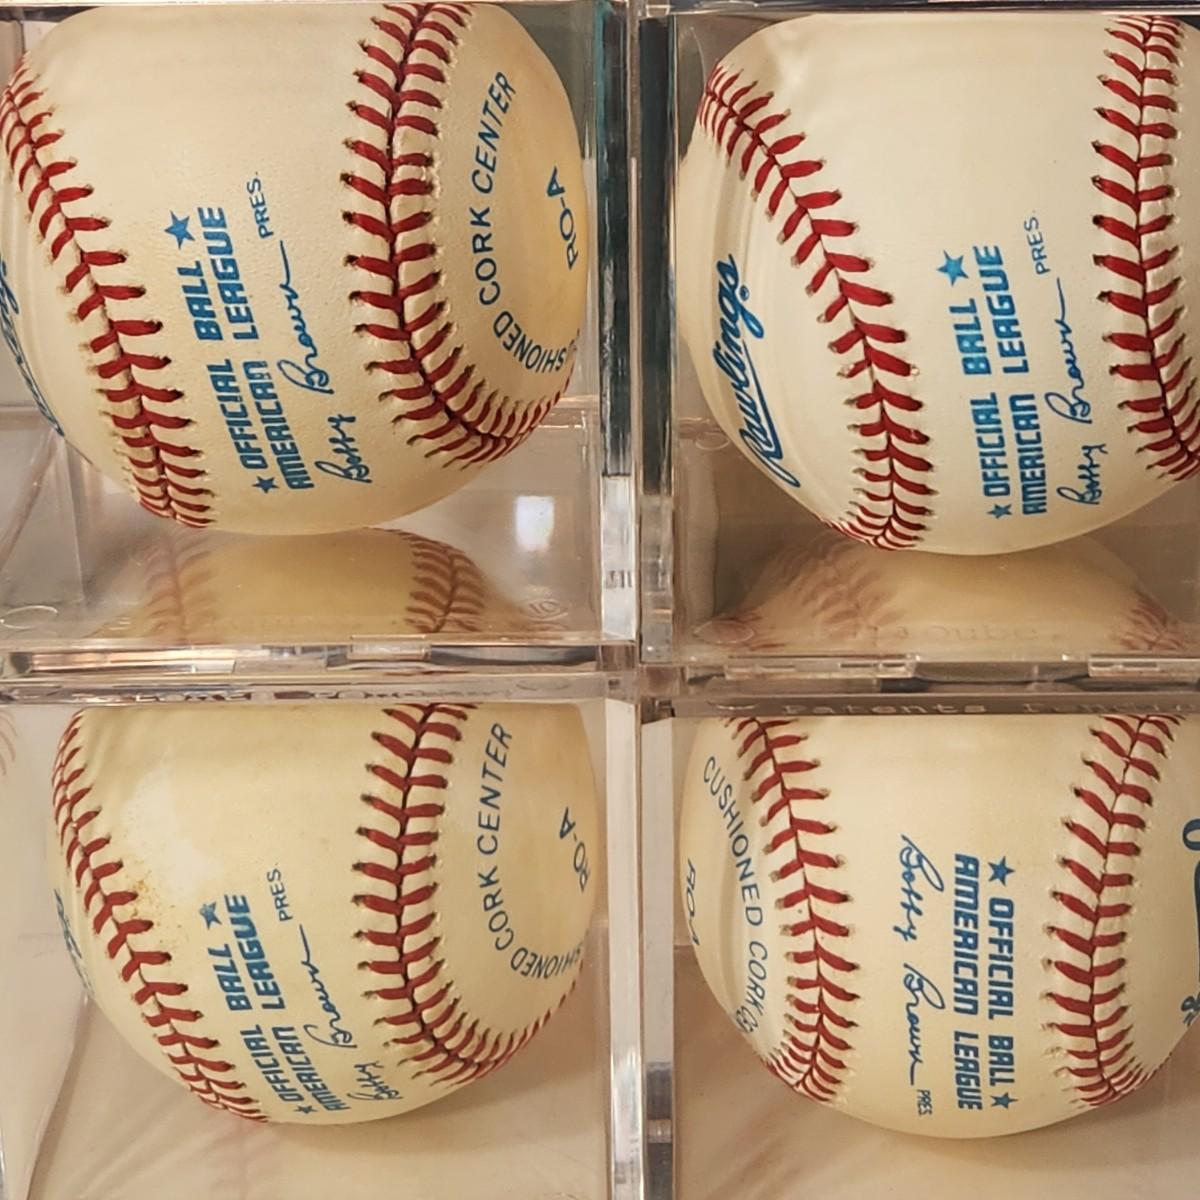 ★ OFFICIAL BALL ★
AMERICAN LEAGUE
Bobby Brown PRES.
CUSHIONED CORK CENTER
RO-A
Rawlings®
★ OFFICIAL BALL ★
AMERICAN LEAGUE
Bobby Brown PRES.
★ OFFICIAL BALL ★
AMERICAN LEAGUE
Bobby Brown PRES.
SHIONED CORK CENTER
RO-A
CUSHIONED CORK
★ OFFICIAL BALL ★
AMERICAN LEAGUE
Bobby Brown PRES.
Patents